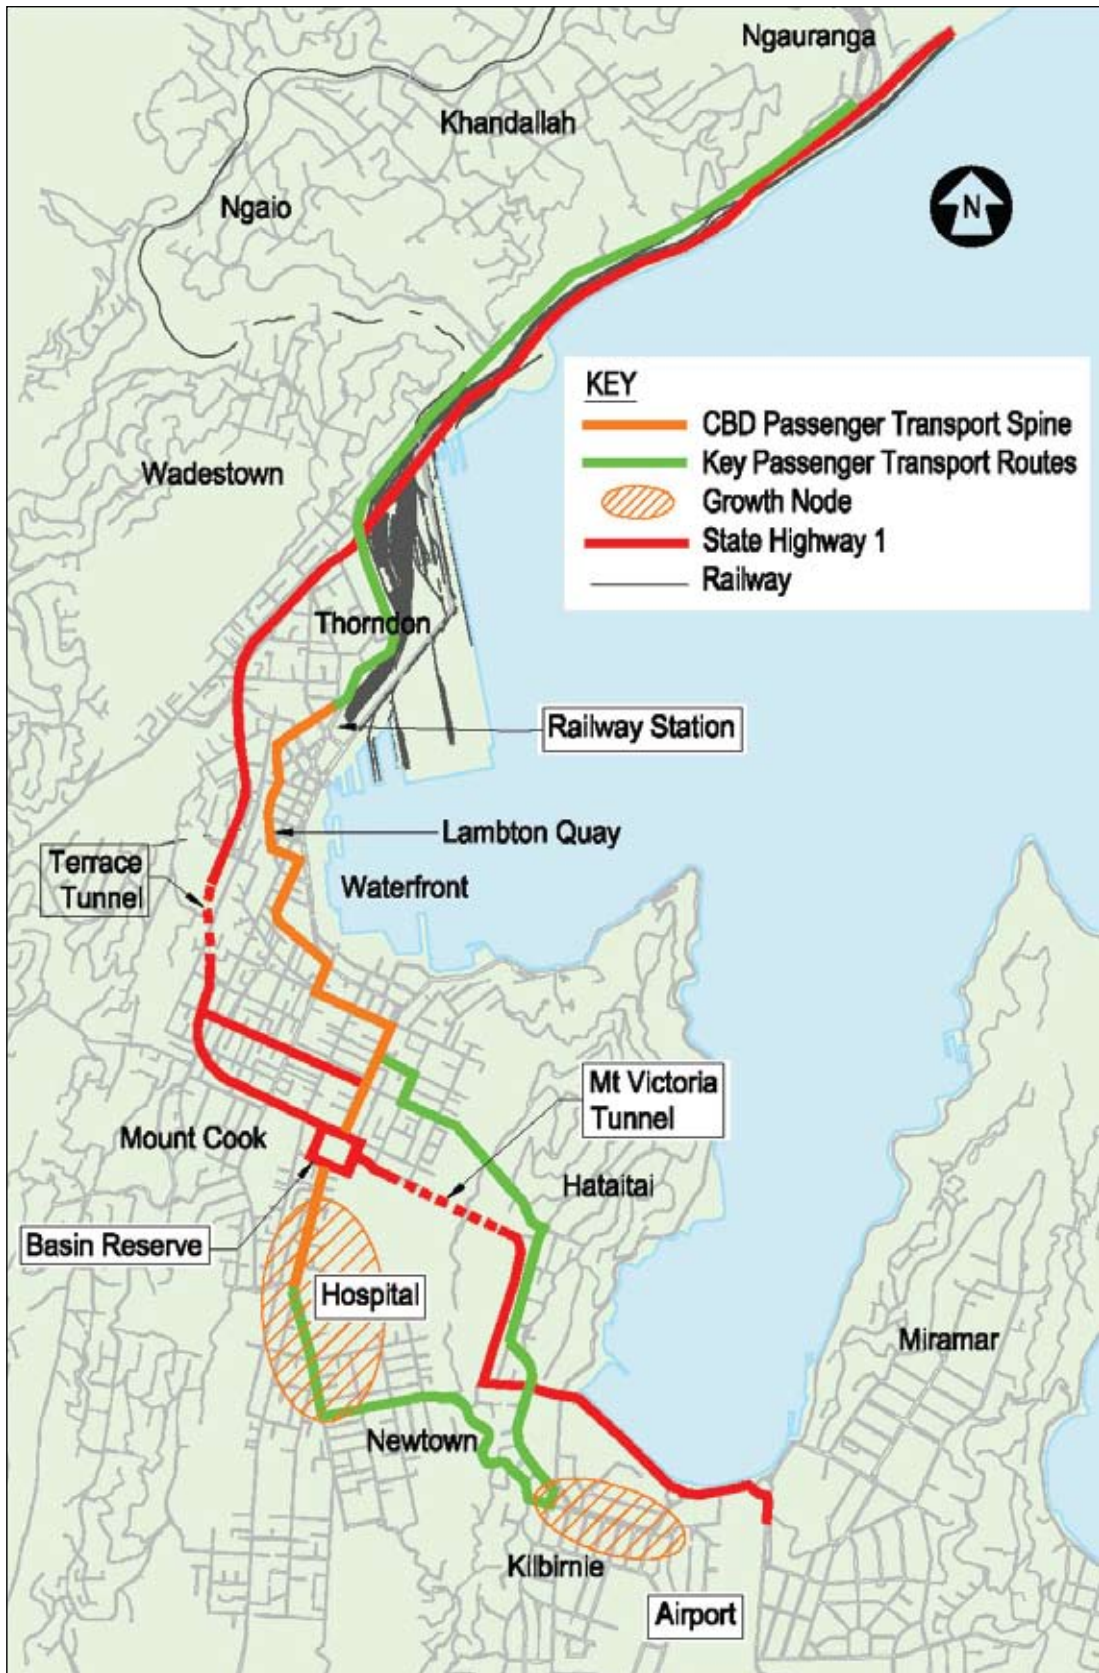 Ngauranga
Khandallah
Ngaio
N
KEY
CBD Passenger Transport Spine
Key Passenger Transport Routes
Growth Node
State Highway 1
Railway
Wadestown
Thorndon
Railway Station
Lambton Quay
Terrace
Tunnel
Waterfront
Mt Victoria
Tunnel
Mount Cook
Hataitai
Basin Reserve
Hospital
Miramar
Newtown
Kilbirnie
Airport